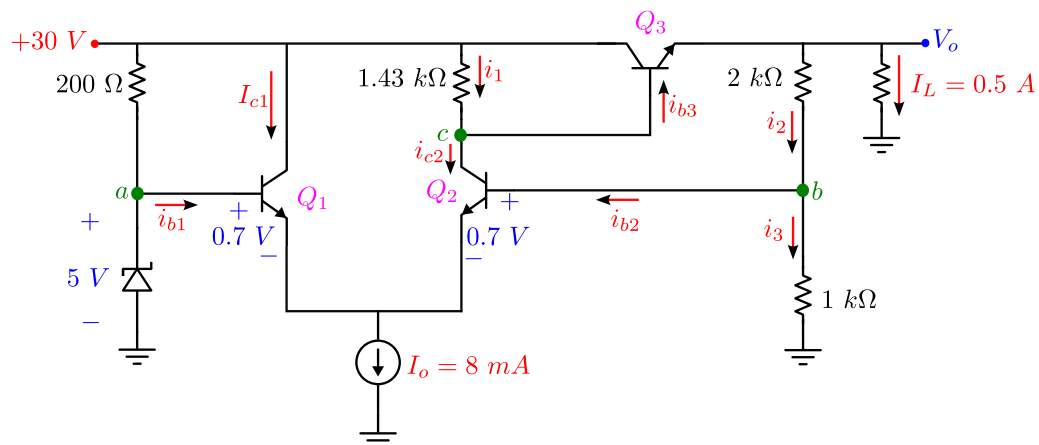 Q3
+30 V
Vo
200 Ω
Ic1
1.43 kΩ
i1
2 kΩ
IL = 0.5 A
ib3
c
i2
ic2
a
Q1
Q2
b
+
ib1
+
0.7 V
−
+
0.7 V
−
ib2
i3
5 V
1 kΩ
−
Io = 8 mA